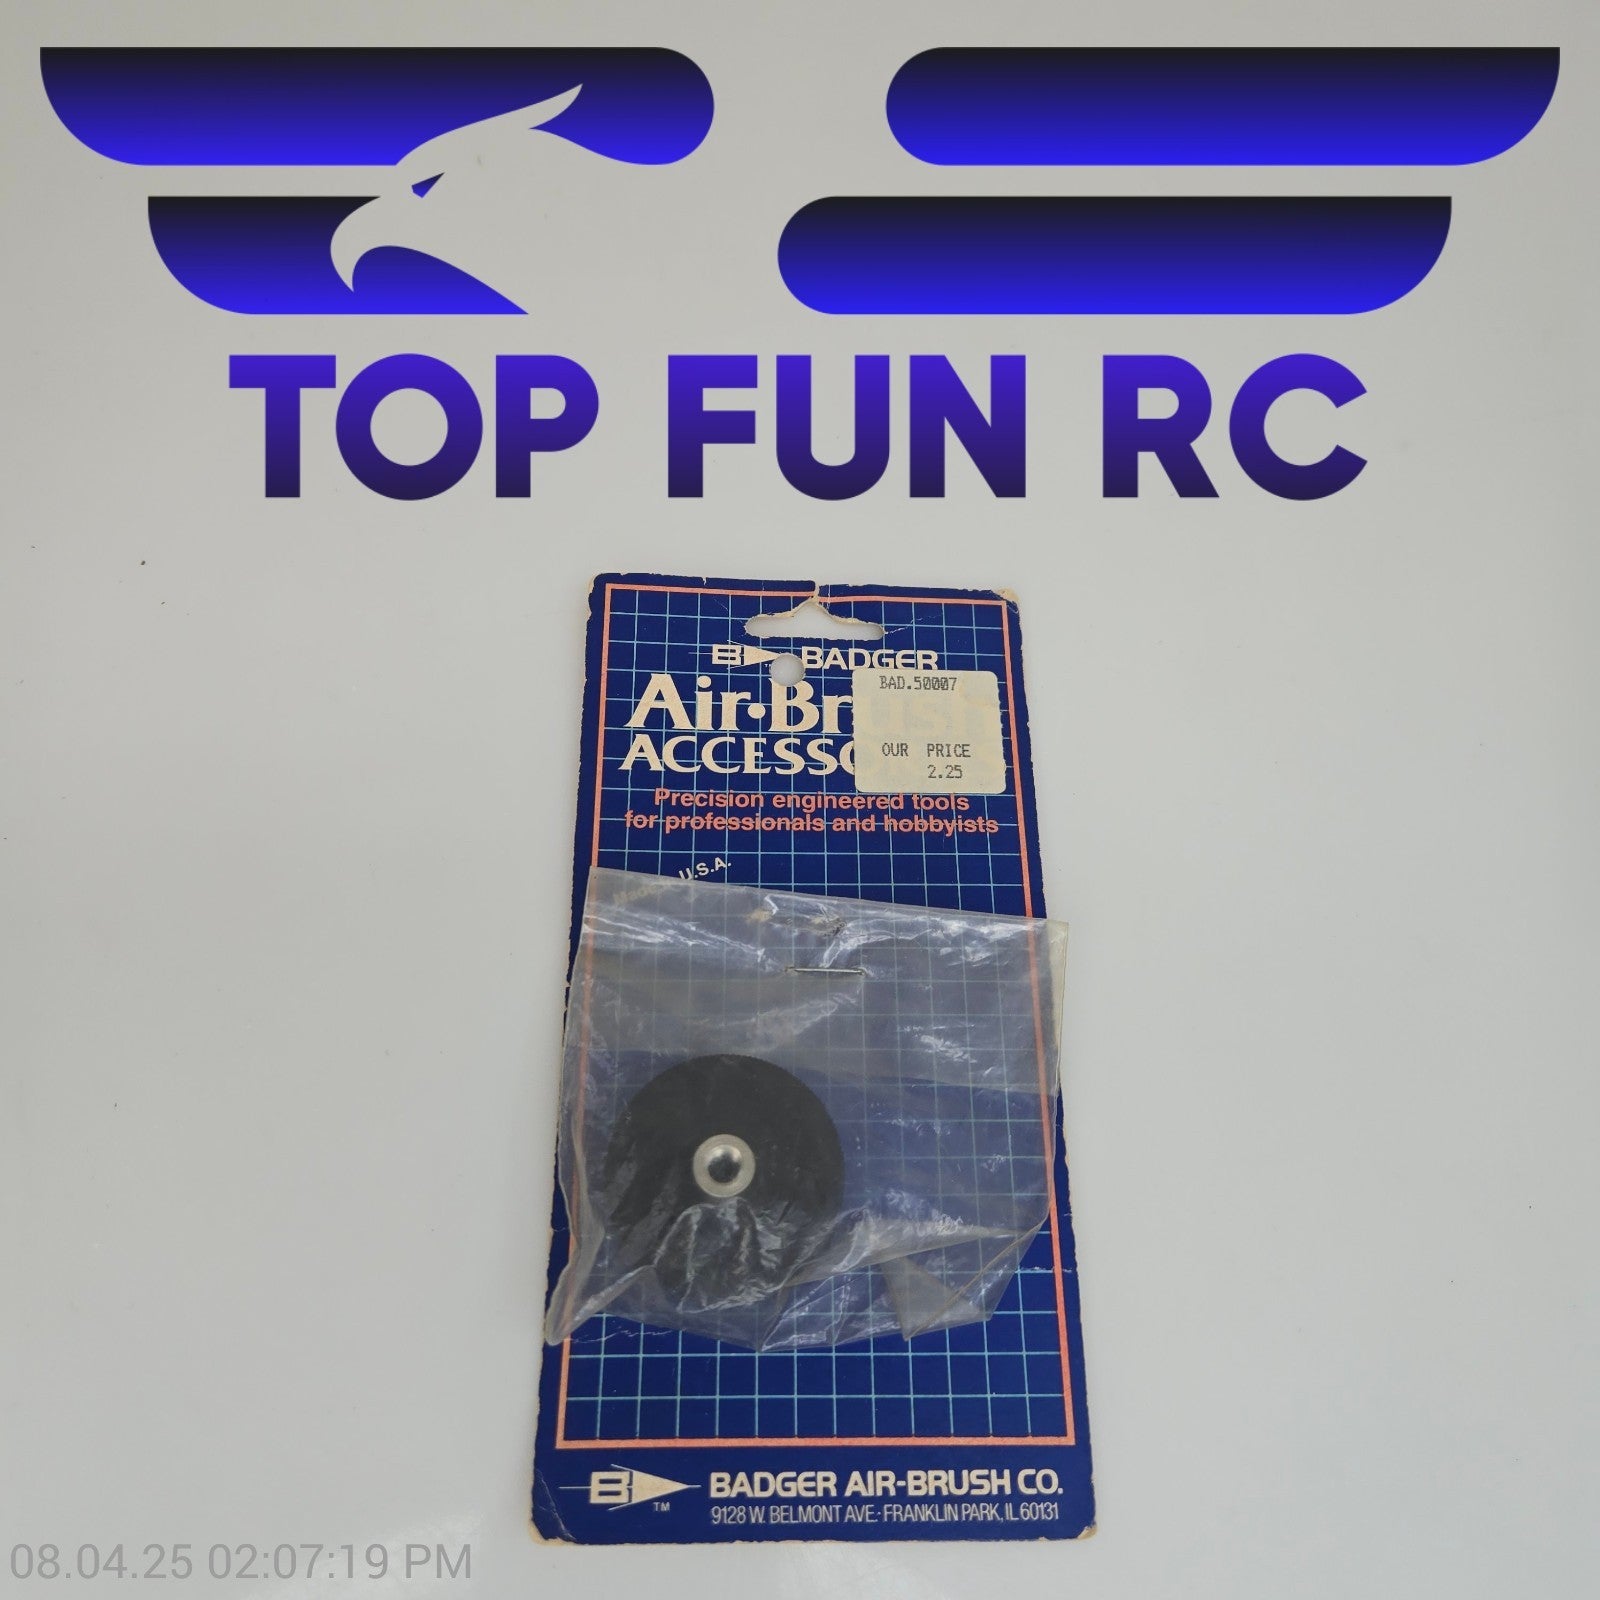 TOP FUN RC
BADGER
BAD.50007
Air•Br
ACCESSO
OUR PRICE
2.25
Precision engineered tools
for professionals and hobbyists
Made U.S.A.
BADGER AIR-BRUSH CO.
TM
9128 W. BELMONT AVE. FRANKLIN PARK, IL 60131
08.04.25 02:07:19 PM